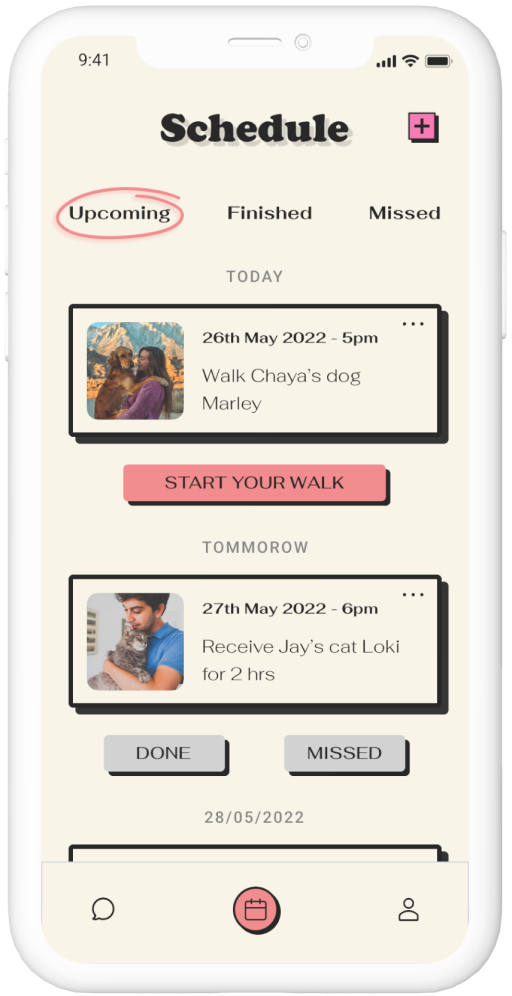 9:41
Schedule
Upcoming Finished Missed
TODAY
26th May 2022 - 5pm
Walk Chaya's dog
Marley
START YOUR WALK
TOMMOROW
27th May 2022 - 6pm
Receive Jay's cat Loki
for 2 hrs
DONE MISSED
28/05/2022